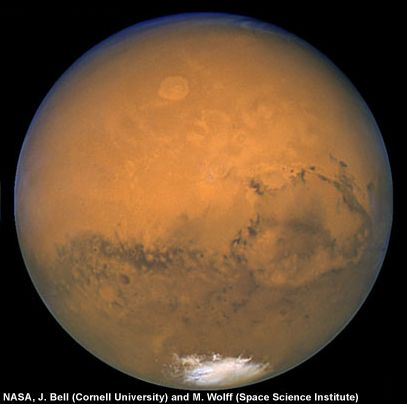 NASA, J. Bell (Cornell University) and M. Wolff (Space Science Institute)